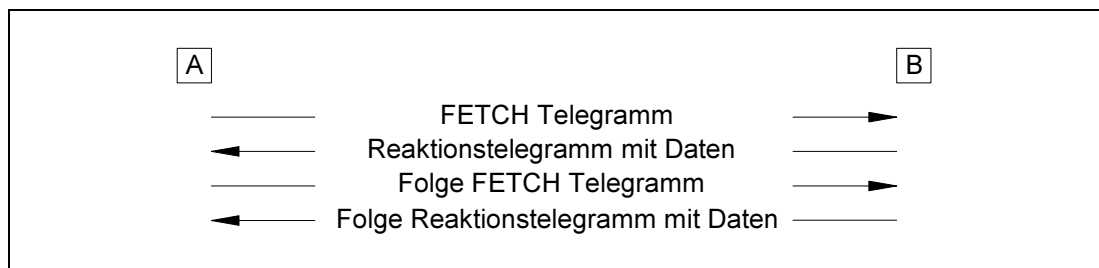 A B
FETCH Telegramm
Reaktionstelegramm mit Daten
Folge FETCH Telegramm
Folge Reaktionstelegramm mit Daten